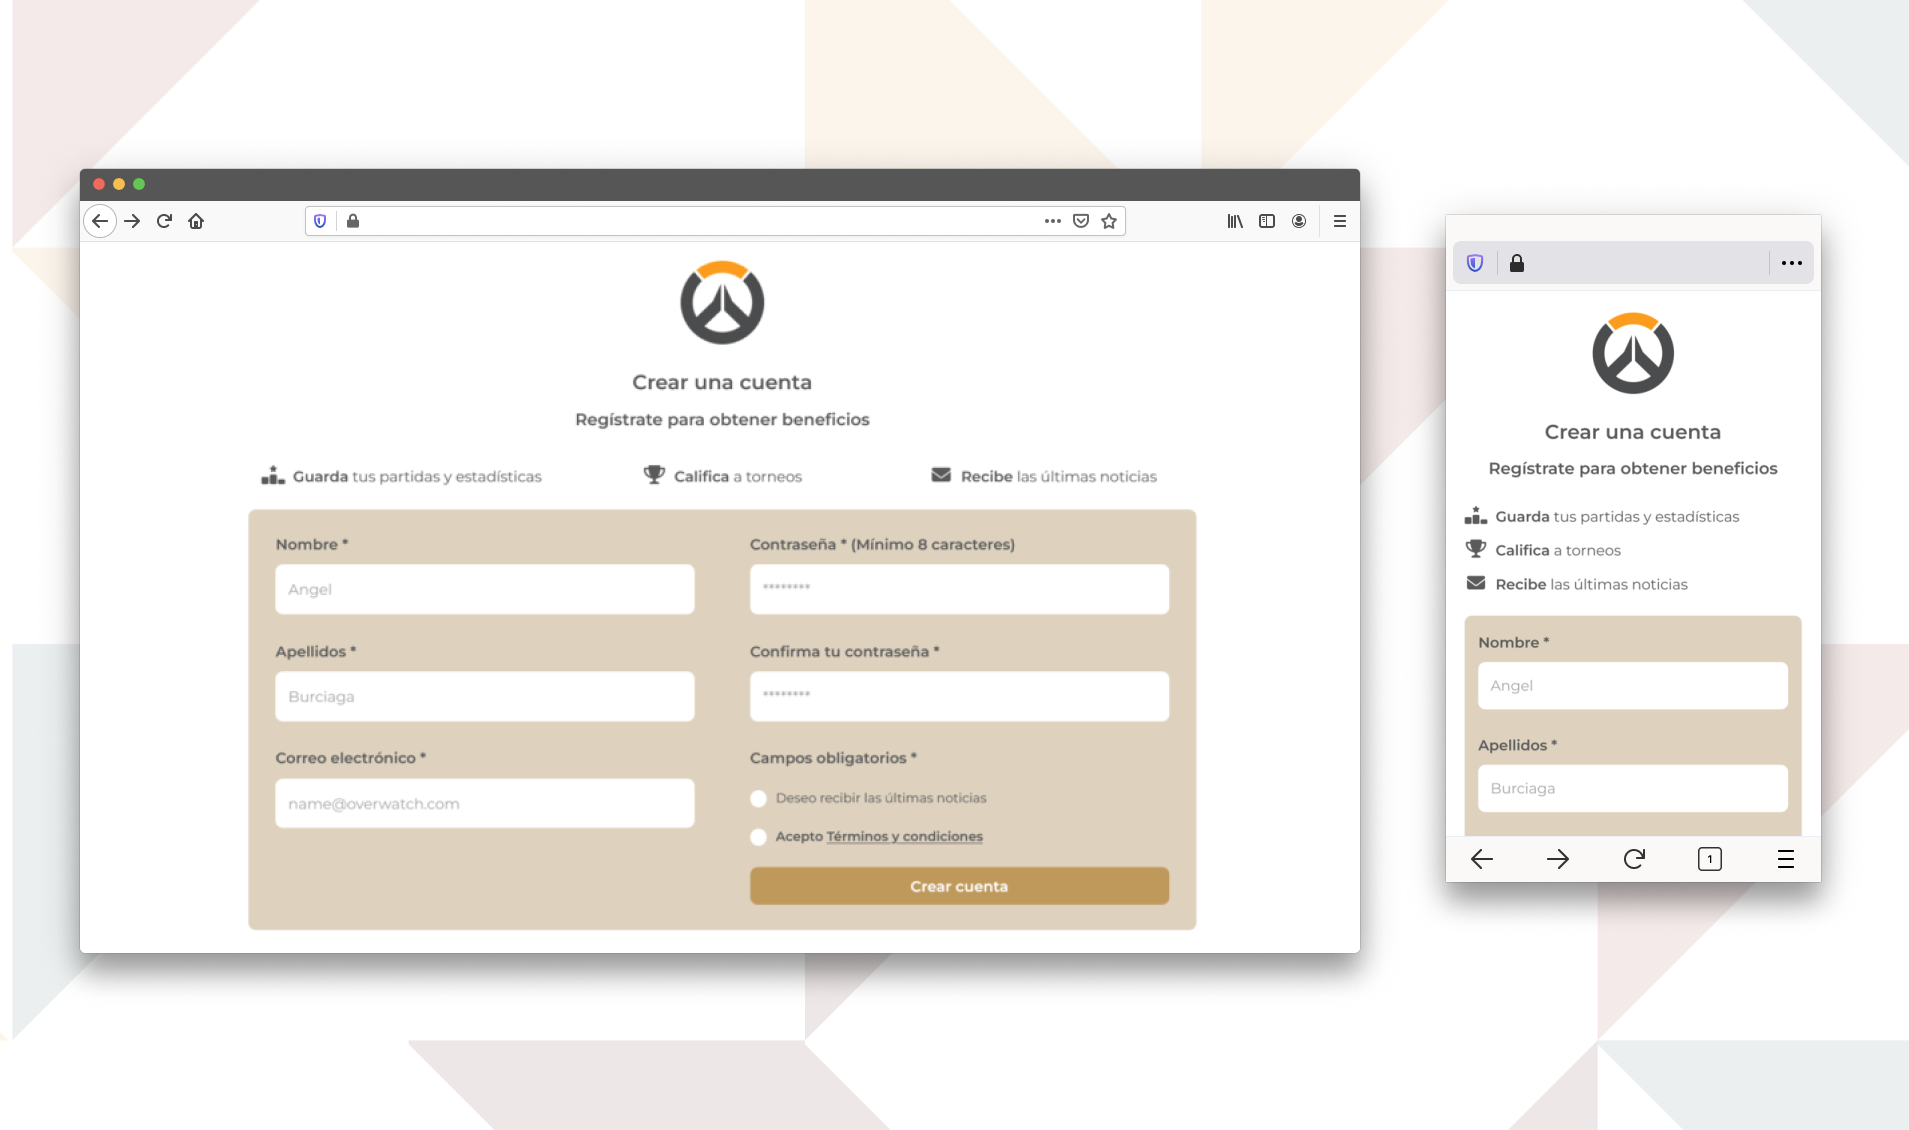 Crear una cuenta
Regístrate para obtener beneficios
Guarda tus partidas y estadísticas
Califica a torneos
Recibe las últimas noticias
Nombre *
Angel
Apellidos *
Burciaga
Correo electrónico *
name@overwatch.com
Contraseña * (Mínimo 8 caracteres)
********
Confirma tu contraseña *
********
Campos obligatorios *
Deseo recibir las últimas noticias
Acepto Términos y condiciones
Crear cuenta
Crear una cuenta
Regístrate para obtener beneficios
Guarda tus partidas y estadísticas
Califica a torneos
Recibe las últimas noticias
Nombre *
Angel
Apellidos *
Burciaga
1